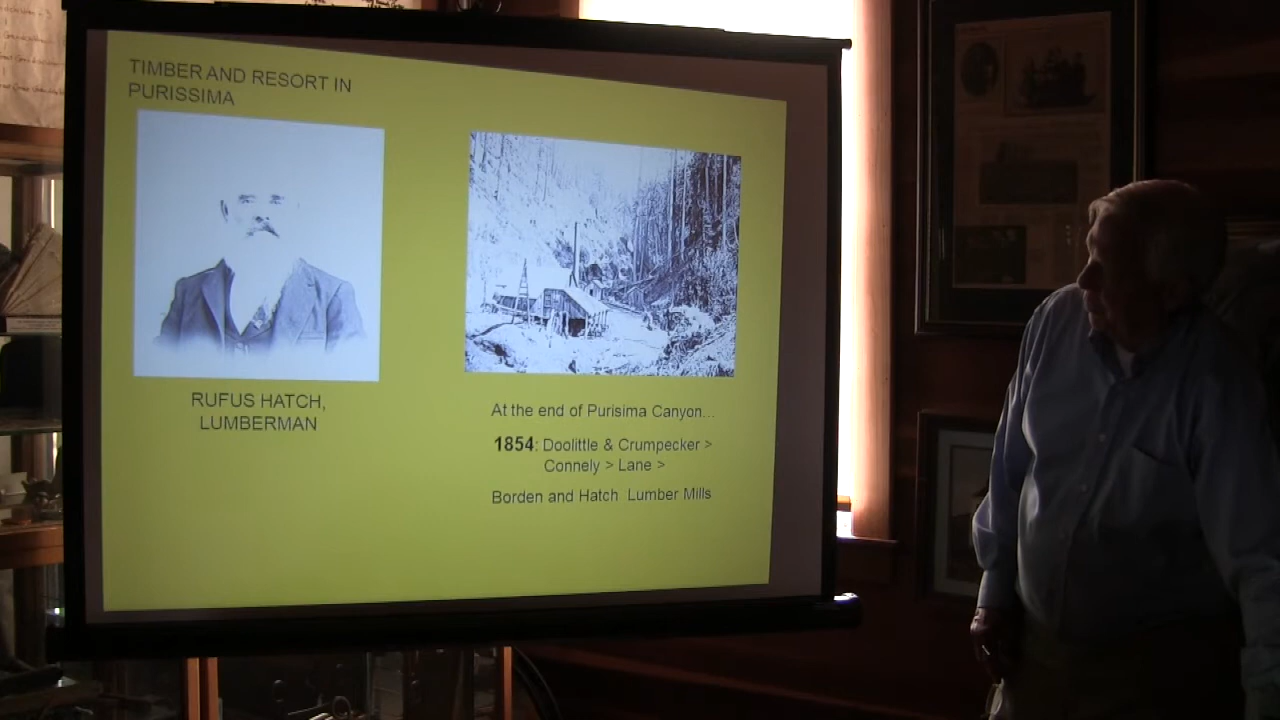 TIMBER AND RESORT IN
PURISSIMA
RUFUS HATCH,
LUMBERMAN
At the end of Purisima Canyon...
1854: Doolittle & Crumpecker >
Connely > Lane >
Borden and Hatch Lumber Mills